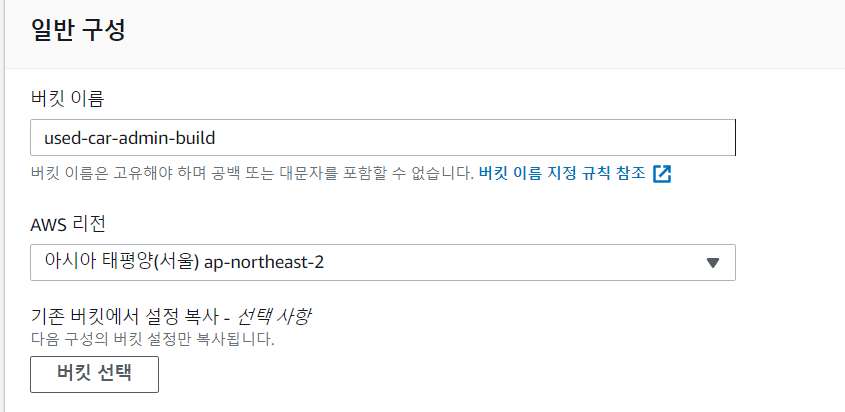 일반 구성
버킷 이름
used-car-admin-build
버킷 이름은 고유해야 하며 공백 또는 대문자를 포함할 수 없습니다. 버킷 이름 지정 규칙 참조
AWS 리전
아시아 태평양(서울) ap-northeast-2
기존 버킷에서 설정 복사 - 선택 사항
다음 구성의 버킷 설정만 복사됩니다.
버킷 선택